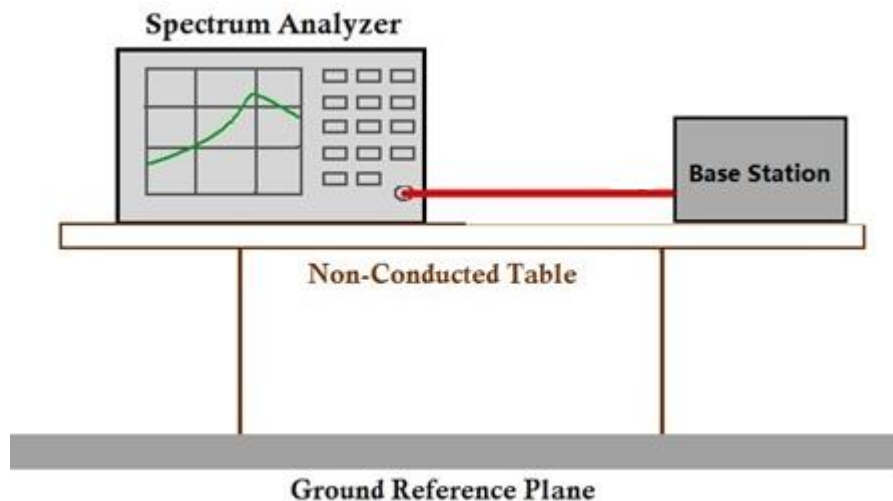 Spectrum Analyzer
Base Station
Non-Conducted Table
Ground Reference Plane